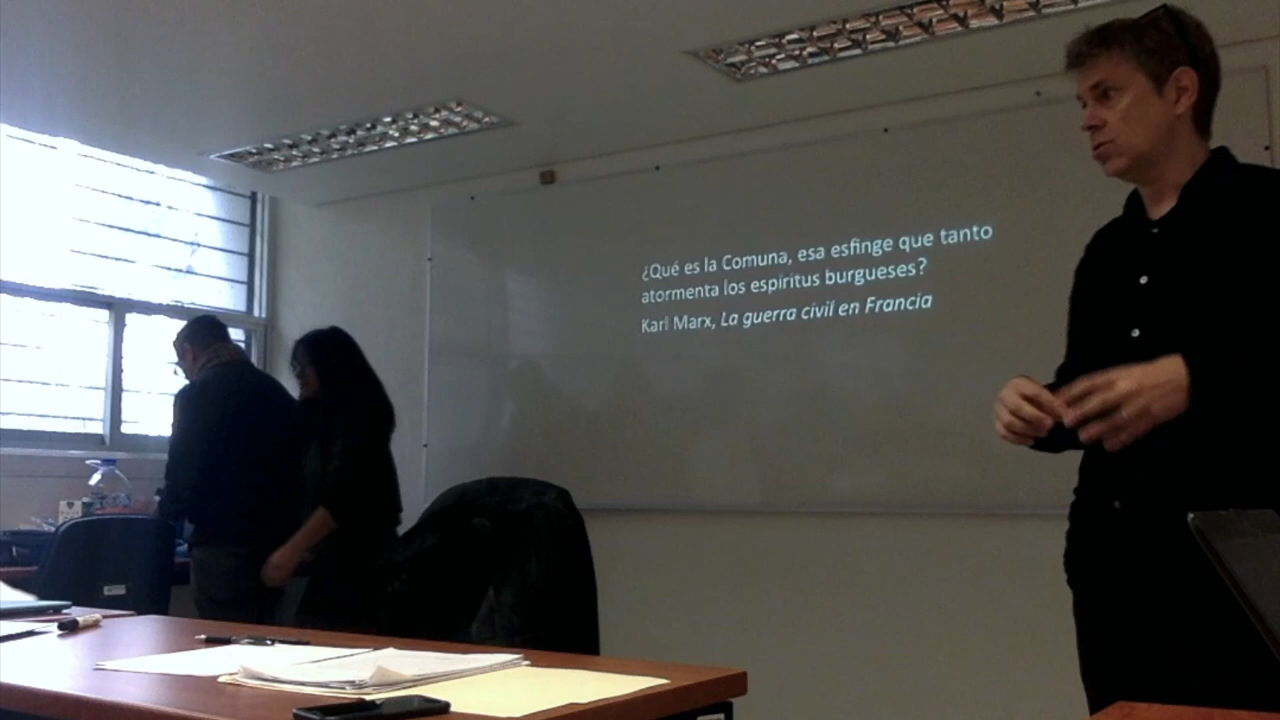 ¿Qué es la Comuna, esa esfinge que tanto
atormenta los espíritus burgueses?
Karl Marx, La guerra civil en Francia